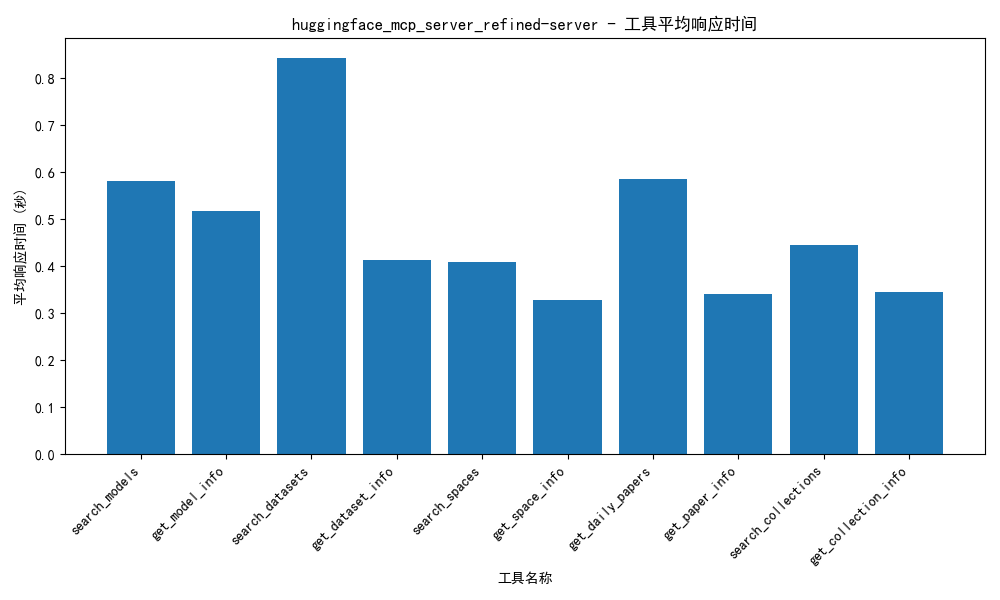 huggingface_mcp_server_refined-server - 工具平均响应时间
平均响应时间 (秒)
0.8
0.7
0.6
0.5
0.4
0.3
0.2
0.1
0.0
search_models
get_model_info
search_datasets
get_dataset_info
search_spaces
get_space_info
get_daily_papers
get_paper_info
search_collections
get_collection_info
工具名称